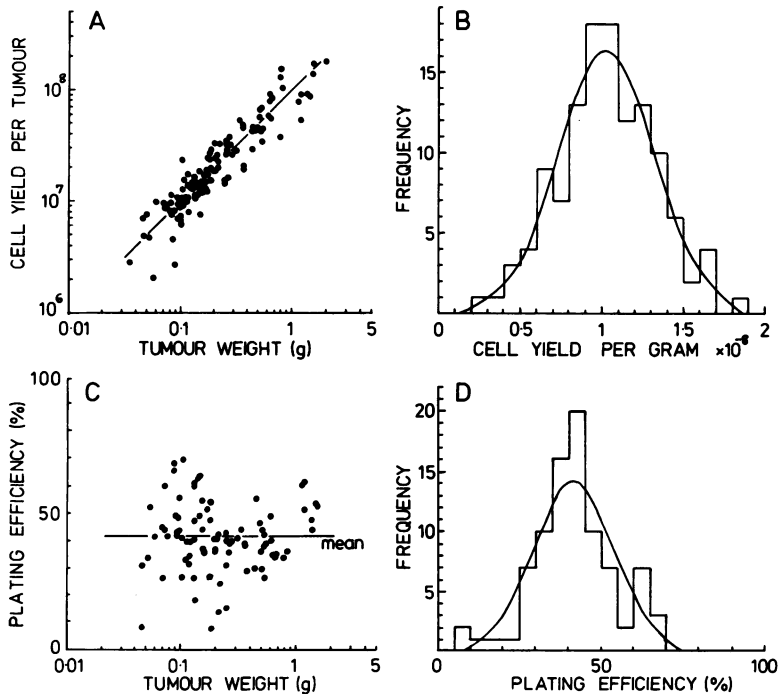 A
CELL YIELD PER TUMOUR
10⁸
10⁷
10⁶
0·01
0·1
1
5
TUMOUR WEIGHT (g)
B
FREQUENCY
15
10
5
0
0·5
1
1·5
2
CELL YIELD PER GRAM ×10⁻⁸
C
PLATING EFFICIENCY (%)
100
50
0
mean
0·01
0·1
1
5
TUMOUR WEIGHT (g)
D
FREQUENCY
20
15
10
5
0
50
100
PLATING EFFICIENCY (%)